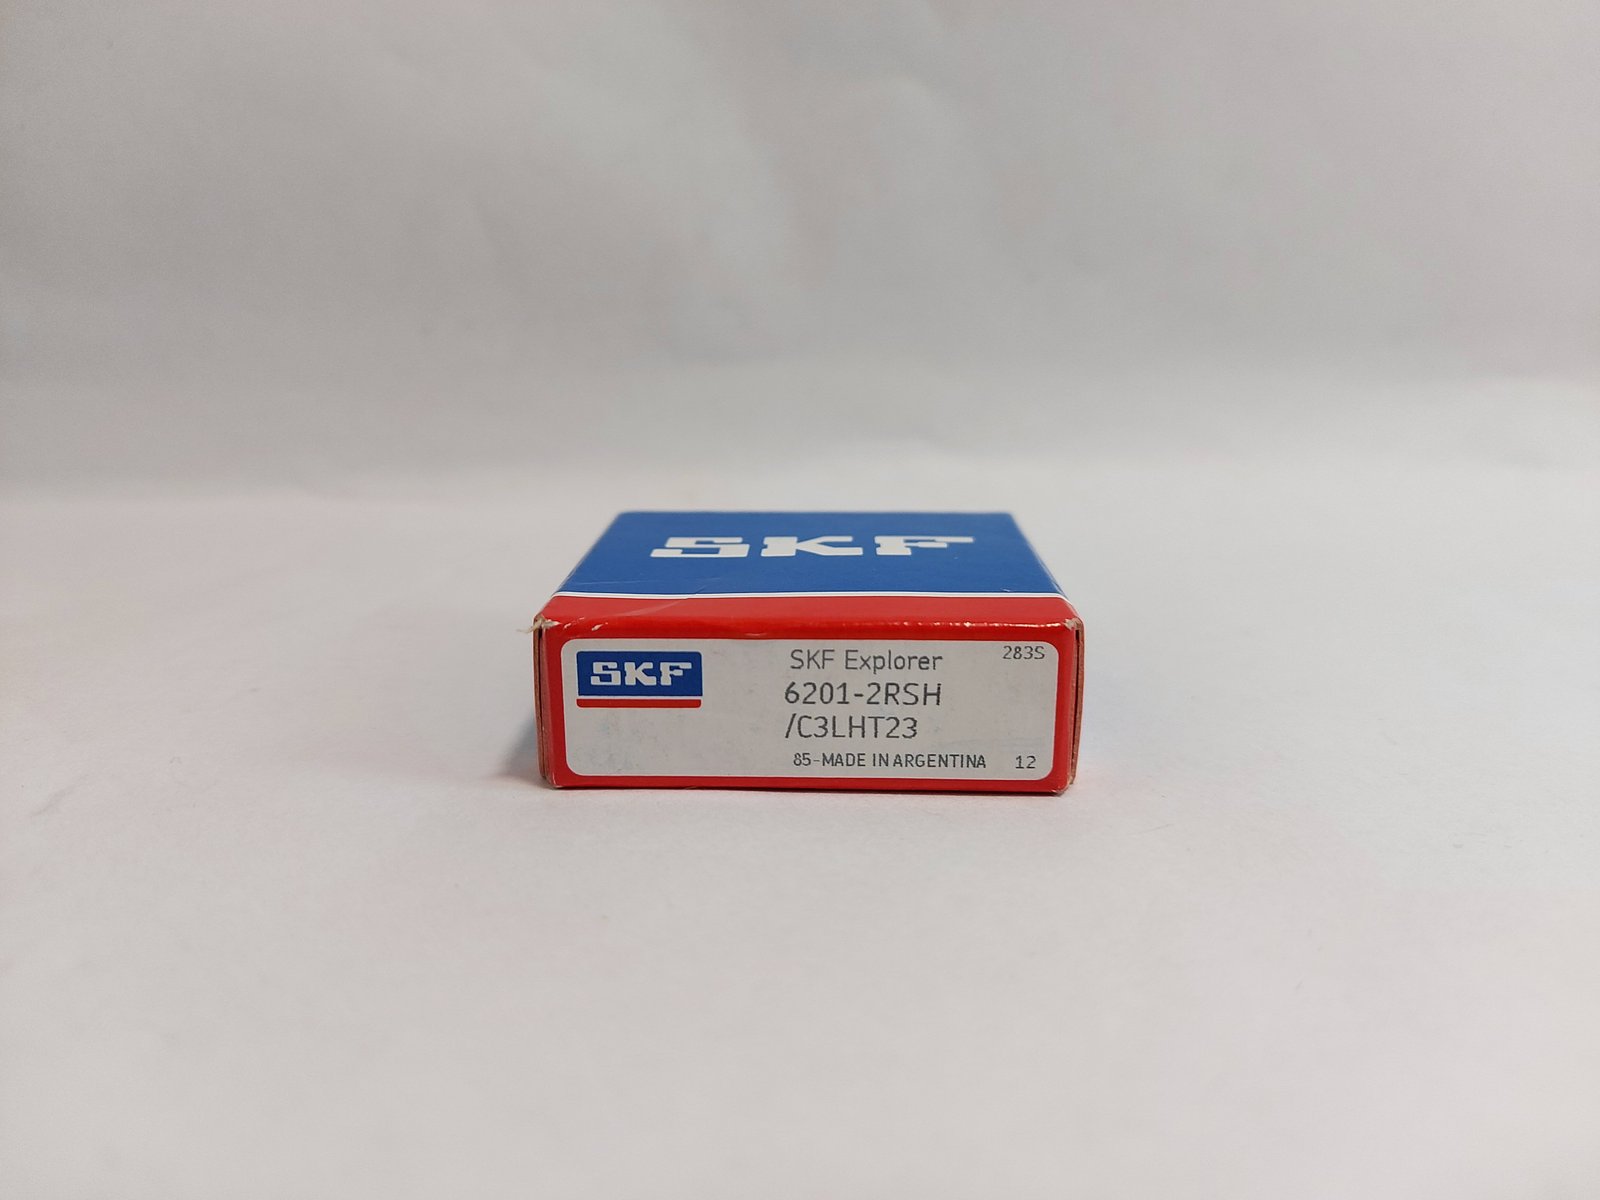 SKF
SKF
SKF Explorer
283S
6201-2RSH
/C3LHT23
85-MADE IN ARGENTINA
12